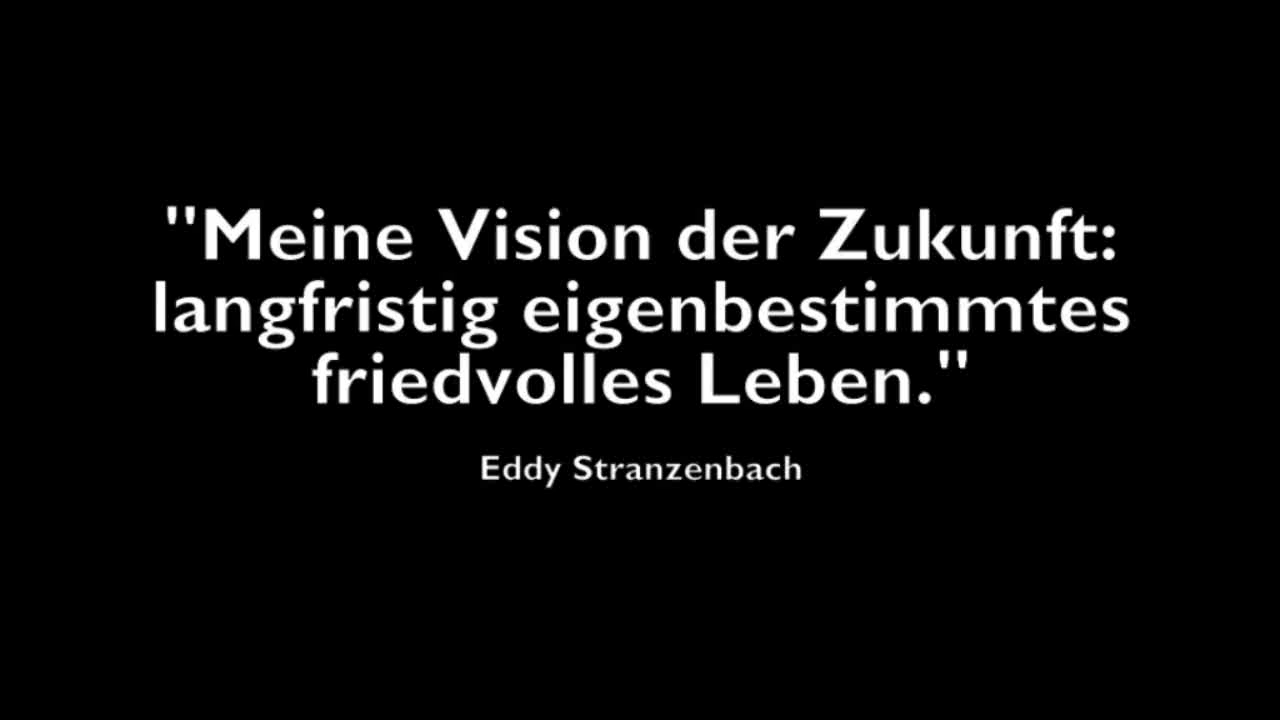 "Meine Vision der Zukunft:
langfristig eigenbestimmtes
friedvolles Leben."
Eddy Stranzenbach